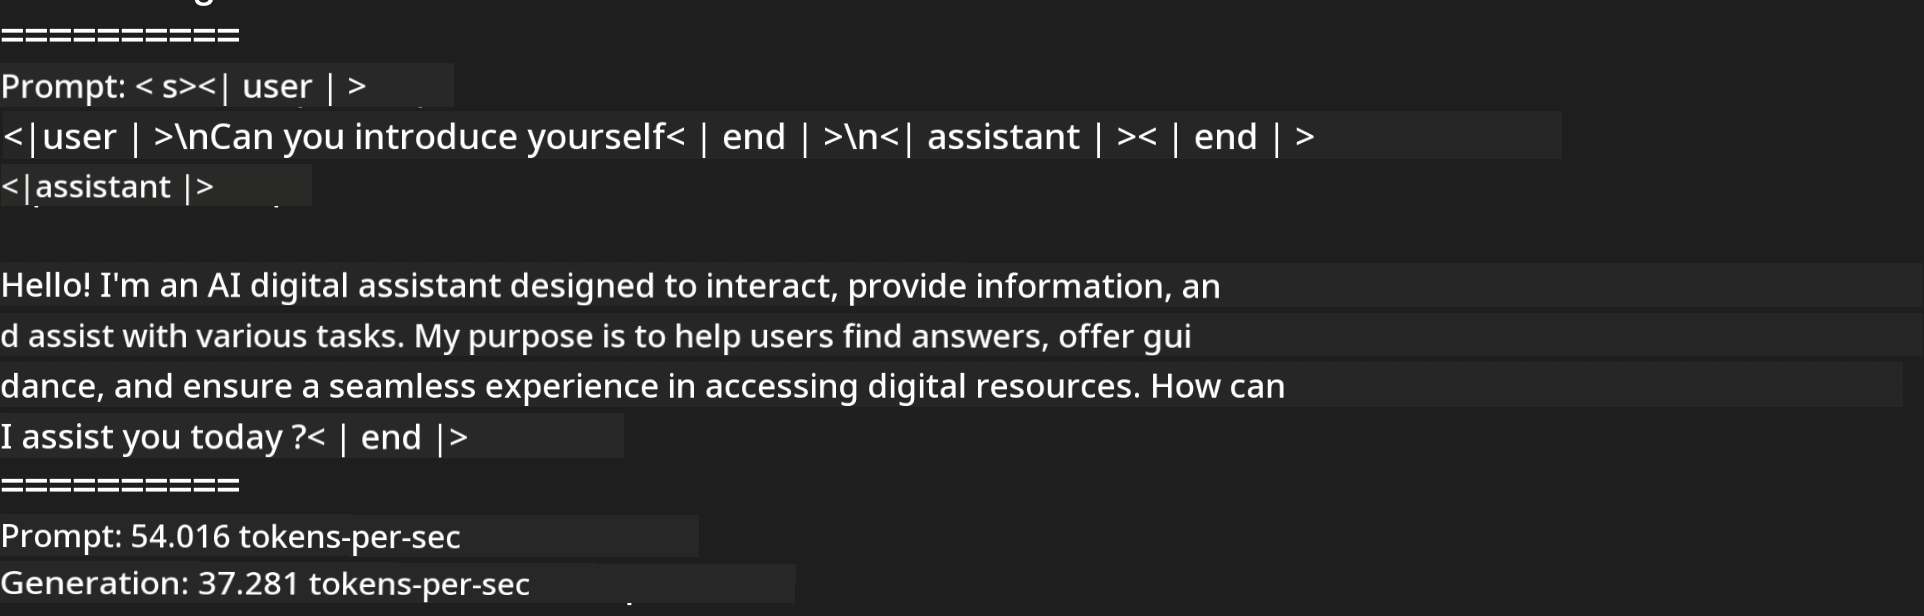 ==========
Prompt: < s><| user | >
<|user | >\nCan you introduce yourself< | end | >\n<| assistant | >< | end | >
<|assistant |>
Hello! I'm an AI digital assistant designed to interact, provide information, an
d assist with various tasks. My purpose is to help users find answers, offer gui
dance, and ensure a seamless experience in accessing digital resources. How can
I assist you today ?< | end |>
==========
Prompt: 54.016 tokens-per-sec
Generation: 37.281 tokens-per-sec